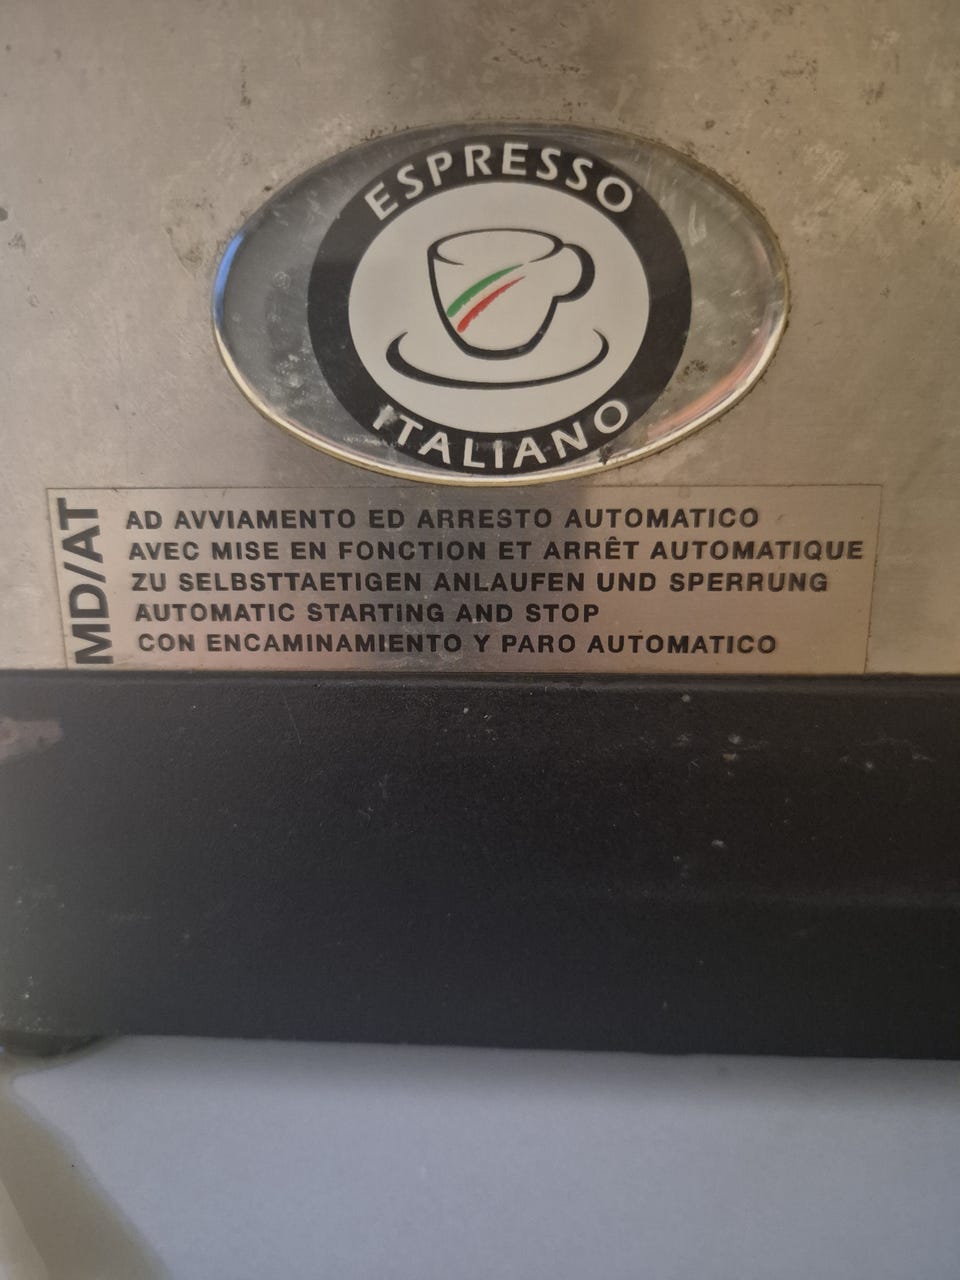 ESPRESSO
ITALIANO
MD/AT
AD AVVIAMENTO ED ARRESTO AUTOMATICO
AVEC MISE EN FONCTION ET ARRÊT AUTOMATIQUE
ZU SELBSTTAETIGEN ANLAUFEN UND SPERRUNG
AUTOMATIC STARTING AND STOP
CON ENCAMINAMIENTO Y PARO AUTOMATICO